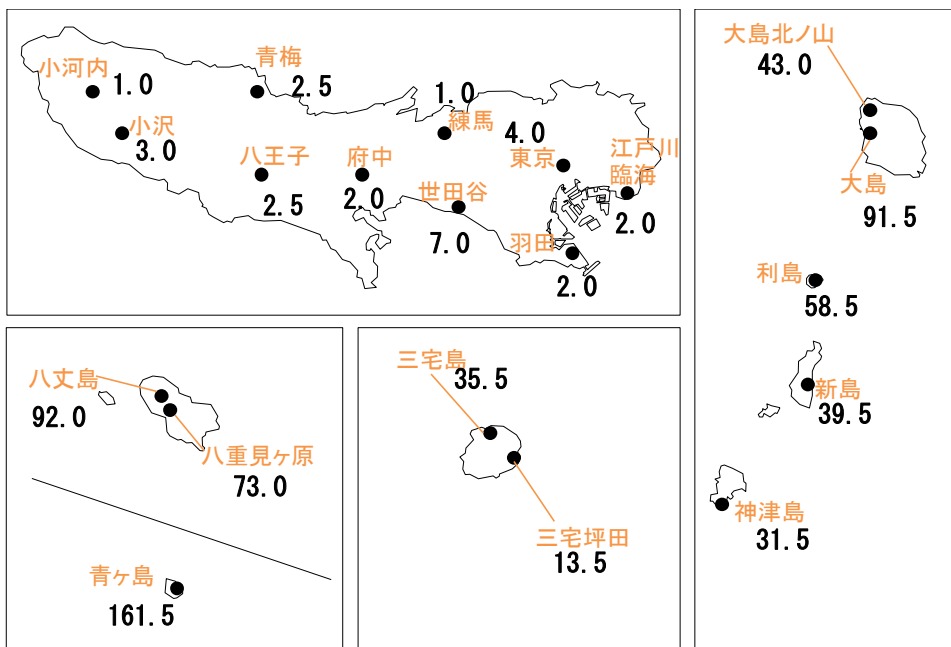 小河内
1.0
青梅
2.5
小沢
3.0
八王子
2.5
府中
2.0
1.0
練馬
世田谷
7.0
4.0
東京
江戸川
臨海
2.0
羽田
2.0
大島北ノ山
43.0
大島
91.5
利島
58.5
新島
39.5
神津島
31.5
八丈島
92.0
八重見ヶ原
73.0
青ヶ島
161.5
三宅島
35.5
三宅坪田
13.5